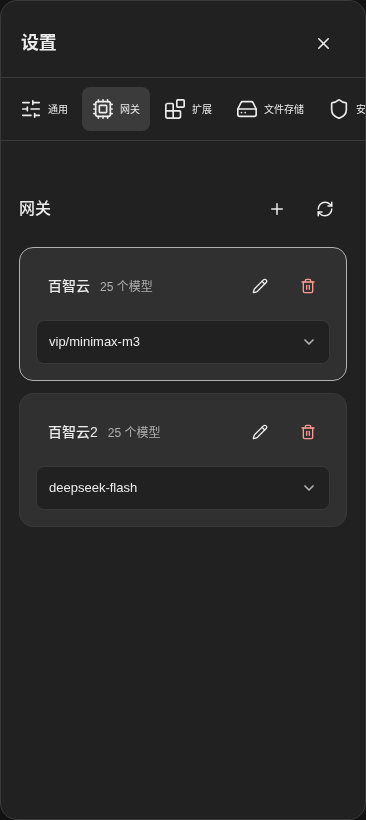 设置
通用 网关 扩展 文件存储 安
网关
百智云 25 个模型
vip/minimax-m3
百智云2 25 个模型
deepseek-flash